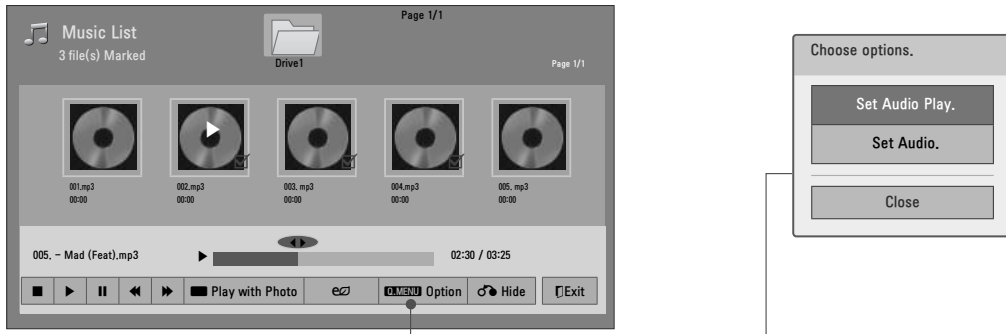 Page 1/1
Music List
3 file(s) Marked
Drive1
Page 1/1
001.mp3
00:00
002.mp3
00:00
003. mp3
00:00
004.mp3
00:00
005. mp3
00:00
005. - Mad (Feat).mp3
02:30 / 03:25
Play with Photo
Q.MENU Option
Hide
Exit
Choose options.
Set Audio Play.
Set Audio.
Close